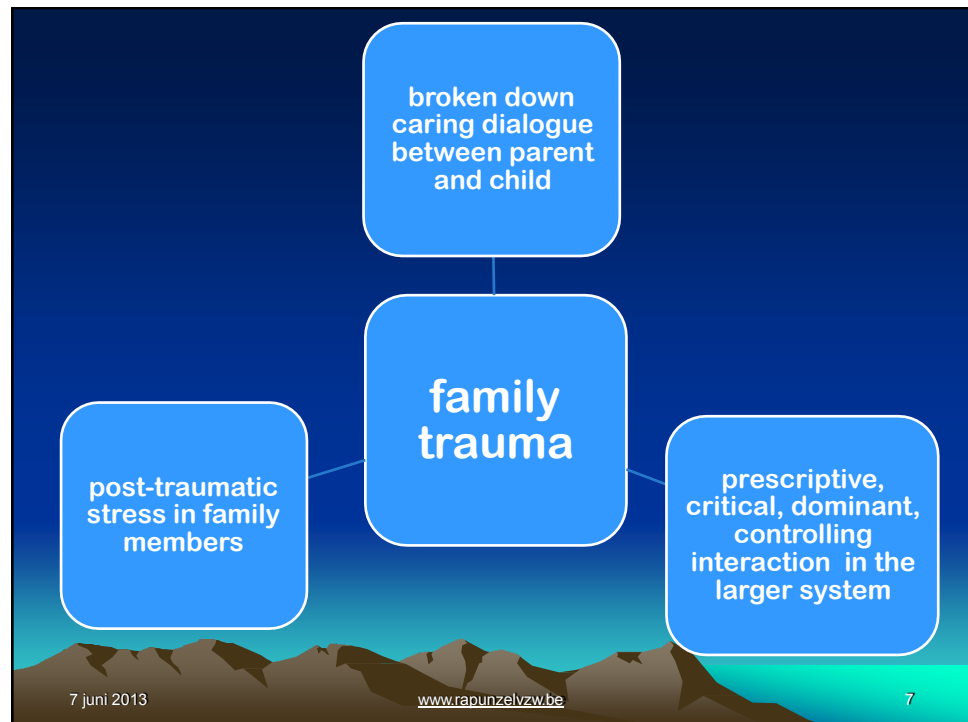 broken down
caring dialogue
between parent
and child
family
trauma
post-traumatic
stress in family
members
prescriptive,
critical, dominant,
controlling
interaction in the
larger system
7 juni 2013
www.rapunzelvzw.be
7